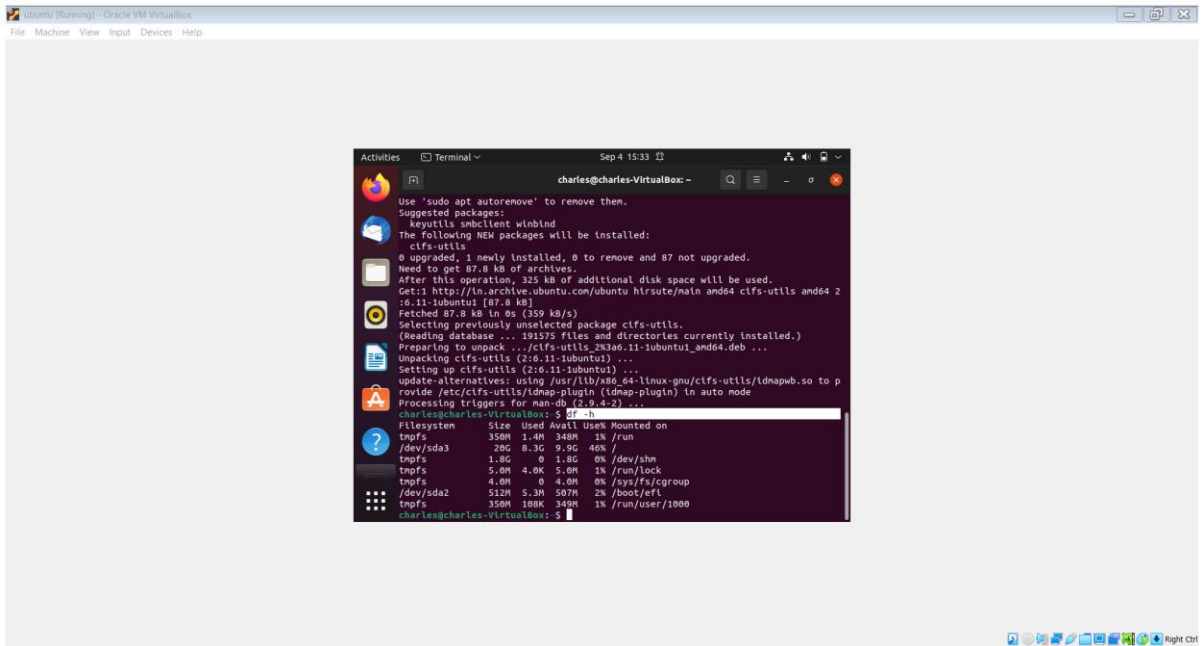 ubuntu [Running] - Oracle VM VirtualBox
File Machine View Input Devices Help
Activities Terminal Sep 4 15:33
charles@charles-VirtualBox: ~
Use 'sudo apt autoremove' to remove them.
Suggested packages:
keyutils smbclient winbind
The following NEW packages will be installed:
cifs-utils
0 upgraded, 1 newly installed, 0 to remove and 87 not upgraded.
Need to get 87.8 kB of archives.
After this operation, 325 kB of additional disk space will be used.
Get:1 http://in.archive.ubuntu.com/ubuntu hirsute/main amd64 cifs-utils amd64 2
:6.11-1ubuntu1 [87.8 kB]
Fetched 87.8 kB in 0s (359 kB/s)
Selecting previously unselected package cifs-utils.
(Reading database ... 191575 files and directories currently installed.)
Preparing to unpack .../cifs-utils_2%3a6.11-1ubuntu1_amd64.deb ...
Unpacking cifs-utils (2:6.11-1ubuntu1) ...
Setting up cifs-utils (2:6.11-1ubuntu1) ...
update-alternatives: using /usr/lib/x86_64-linux-gnu/cifs-utils/idmapwb.so to p
rovide /etc/cifs-utils/idmap-plugin (idmap-plugin) in auto mode
Processing triggers for man-db (2.9.4-2) ...
charles@charles-VirtualBox:~$ df -h
Filesystem Size Used Avail Use% Mounted on
tmpfs 350M 1.4M 348M 1% /run
/dev/sda3 20G 8.3G 9.9G 46% /
tmpfs 1.8G 0 1.8G 0% /dev/shm
tmpfs 5.0M 4.0K 5.0M 1% /run/lock
tmpfs 4.0M 0 4.0M 0% /sys/fs/cgroup
/dev/sda2 512M 5.3M 507M 2% /boot/efi
tmpfs 350M 108K 349M 1% /run/user/1000
charles@charles-VirtualBox:~$
Right Ctrl